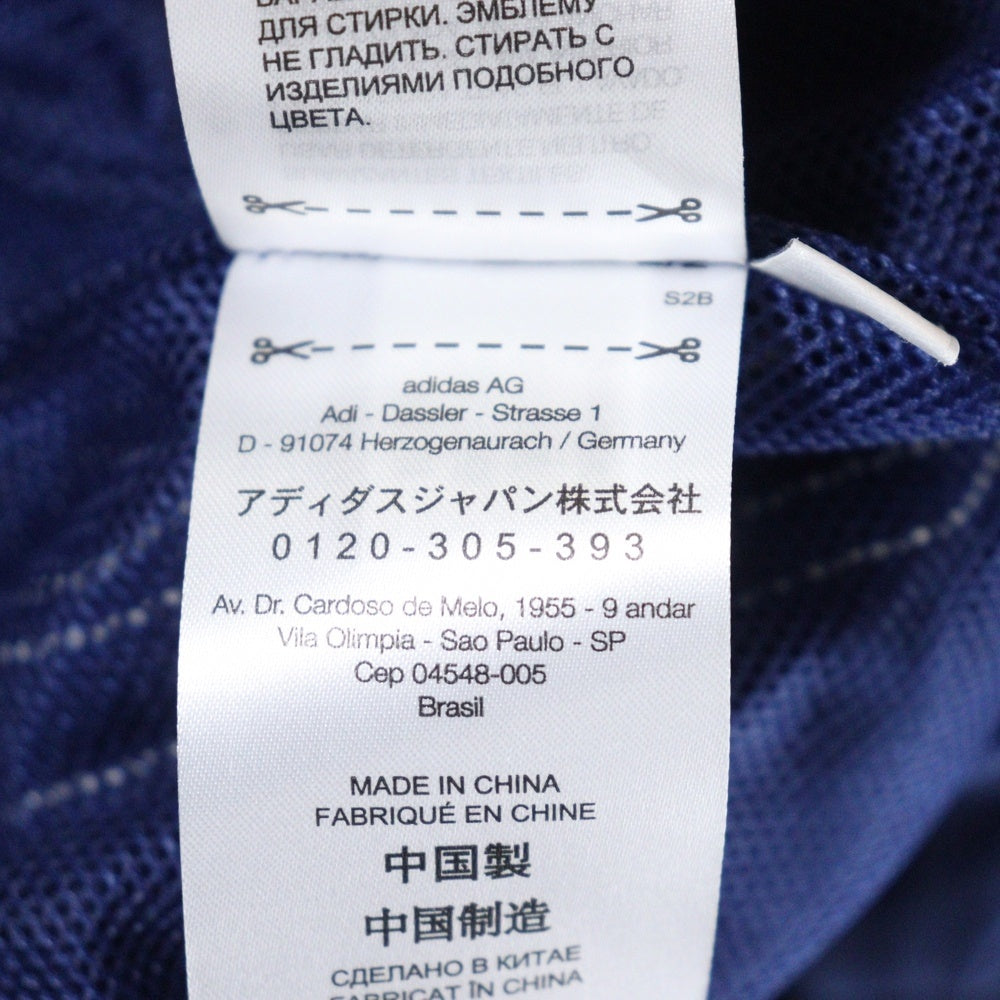 ДЛЯ СТИРКИ. ЭМБЛЕМУ
НЕ ГЛАДИТЬ. СТИРАТЬ С
ИЗДЕЛИЯМИ ПОДОБНОГО
ЦВЕТА.
S2B
adidas AG
Adi - Dassler - Strasse 1
D - 91074 Herzogenaurach / Germany
アディダスジャパン株式会社
0120-305-393
Av. Dr. Cardoso de Melo, 1955 - 9 andar
Vila Olimpia - Sao Paulo - SP
Cep 04548-005
Brasil
MADE IN CHINA
FABRIQUÉ EN CHINE
中国製
中国制造
СДЕЛАНО В КИТАЕ
FABRICAT ÎN CHINA